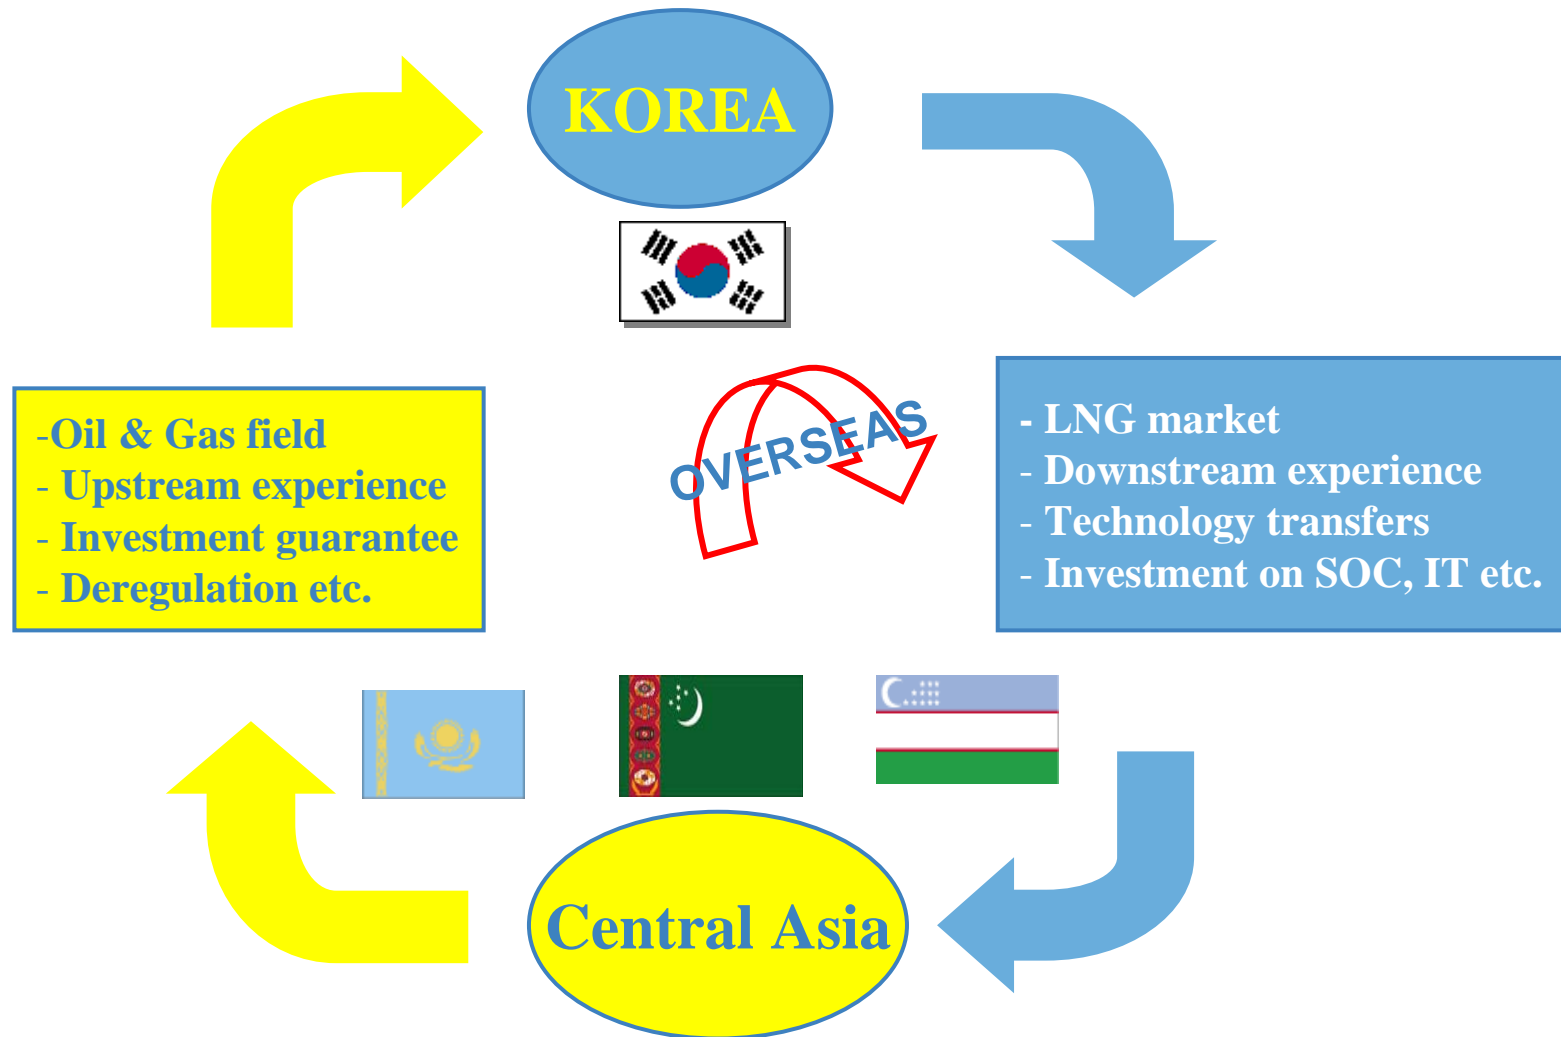 KOREA
-Oil & Gas field
- Upstream experience
- Investment guarantee
- Deregulation etc.
OVERSEAS
- LNG market
- Downstream experience
- Technology transfers
- Investment on SOC, IT etc.
Central Asia